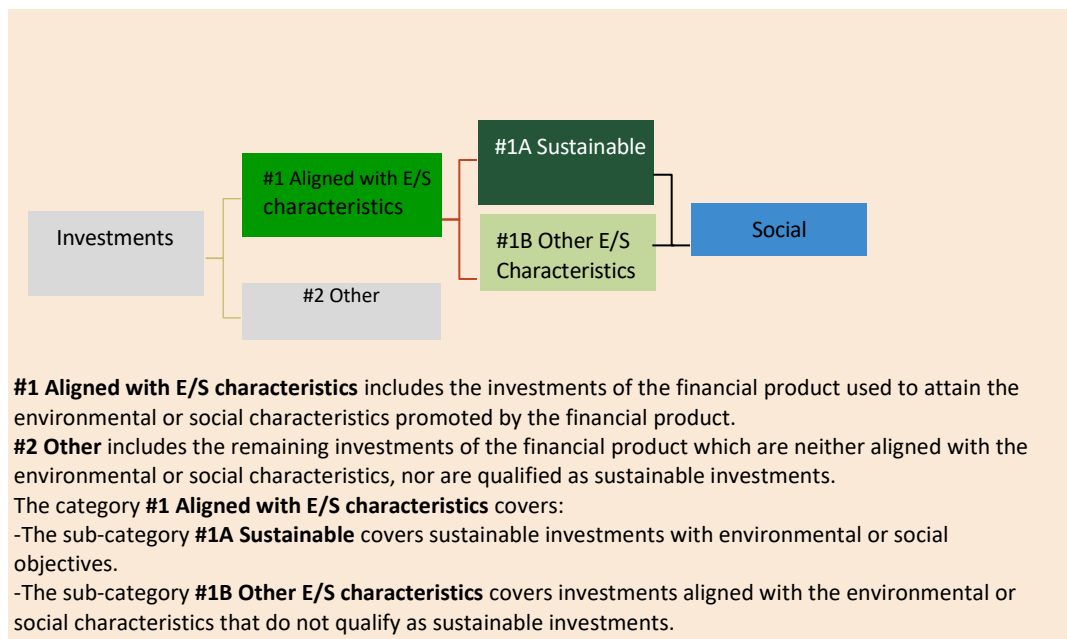 #1A Sustainable
#1 Aligned with E/S
characteristics
Investments
#1B Other E/S
Characteristics
Social
#2 Other
#1 Aligned with E/S characteristics includes the investments of the financial product used to attain the
environmental or social characteristics promoted by the financial product.
#2 Other includes the remaining investments of the financial product which are neither aligned with the
environmental or social characteristics, nor are qualified as sustainable investments.
The category #1 Aligned with E/S characteristics covers:
-The sub-category #1A Sustainable covers sustainable investments with environmental or social
objectives.
-The sub-category #1B Other E/S characteristics covers investments aligned with the environmental or
social characteristics that do not qualify as sustainable investments.